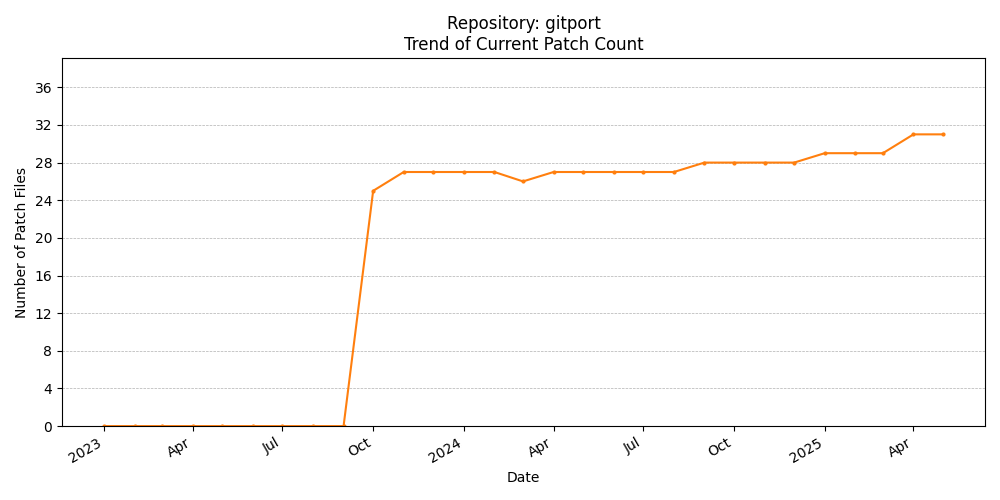 Repository: gitport
Trend of Current Patch Count
Number of Patch Files
36
32
28
24
20
16
12
8
4
0
2023
Apr
Jul
Oct
2024
Apr
Jul
Oct
2025
Apr
Date